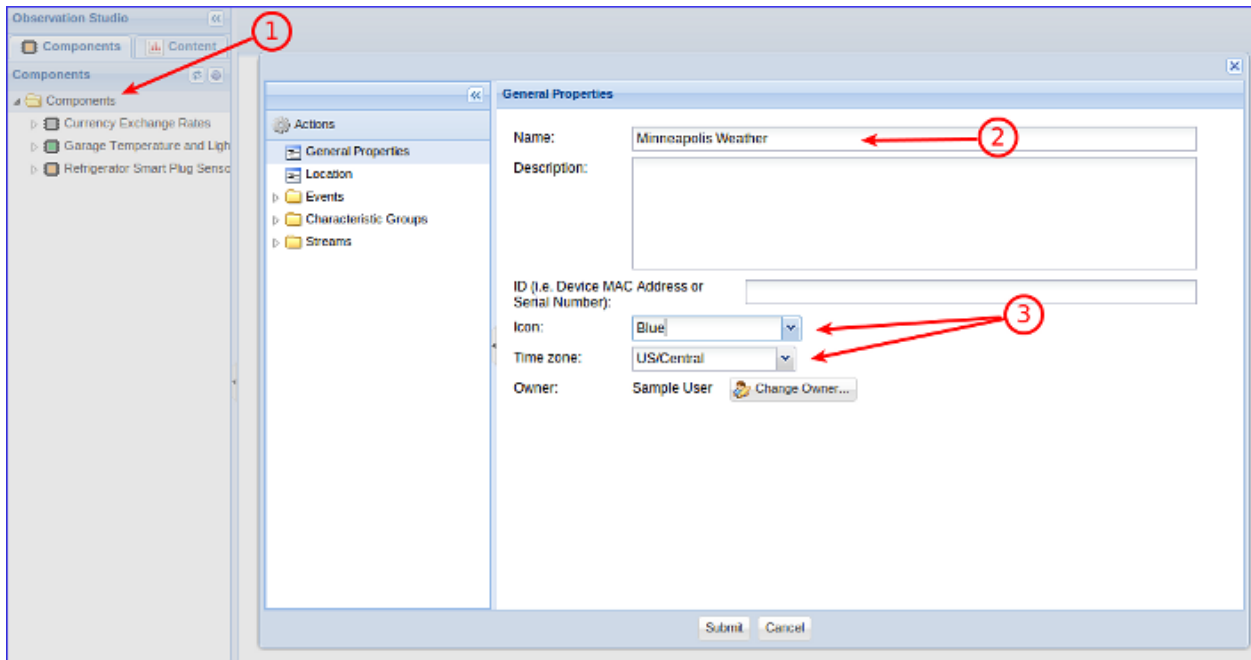 Observation Studio
Components
Content
Components
Components
Currency Exchange Rates
Garage Temperature and Ligh
Refrigerator Smart Plug Senso
1
Actions
General Properties
Location
Events
Characteristic Groups
Streams
General Properties
Name: Minneapolis Weather
2
Description:
ID (i.e. Device MAC Address or
Serial Number):
Icon: Blue
3
Time zone: US/Central
Owner: Sample User Change Owner...
Submit Cancel